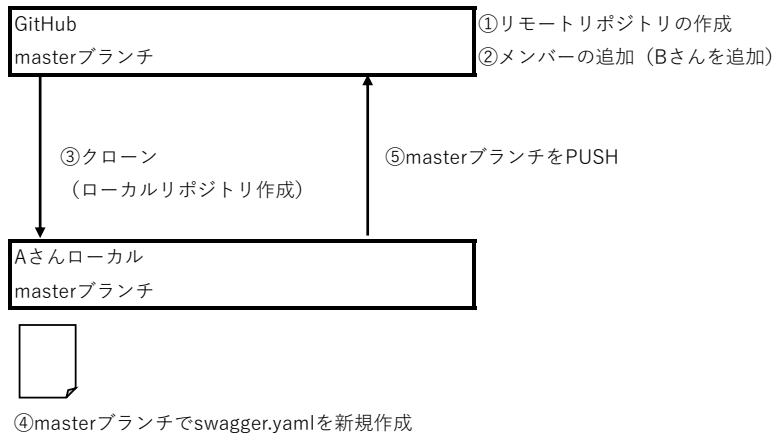 GitHub
masterブランチ
①リモートリポジトリの作成
②メンバーの追加（Bさんを追加）
③クローン
（ローカルリポジトリ作成）
⑤masterブランチをPUSH
Aさんローカル
masterブランチ
④masterブランチでswagger.yamlを新規作成